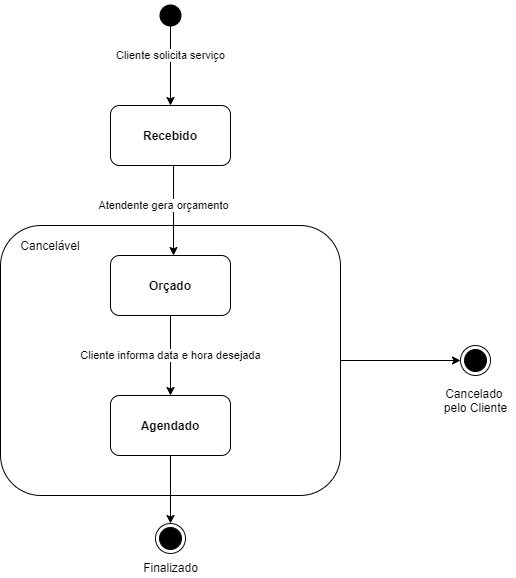 Cliente solicita serviço
Recebido
Atendente gera orçamento
Cancelável
Orçado
Cliente informa data e hora desejada
Cancelado
pelo Cliente
Agendado
Finalizado